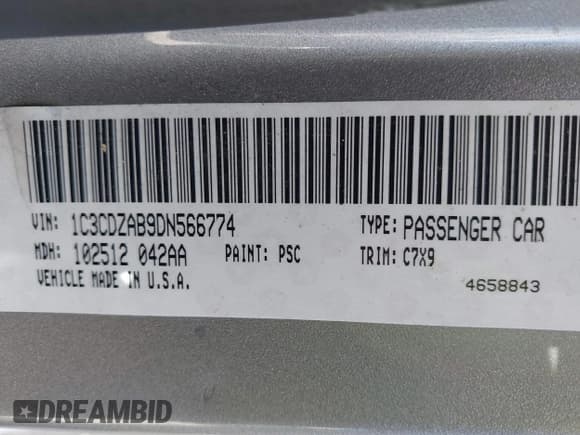 VIN: 1C3CDZAB9DN566774 TYPE: PASSENGER CAR
MDH: 102512 042AA PAINT: PSC TRIM: C7X9
VEHICLE MADE IN U.S.A. 4658843
DREAMBID